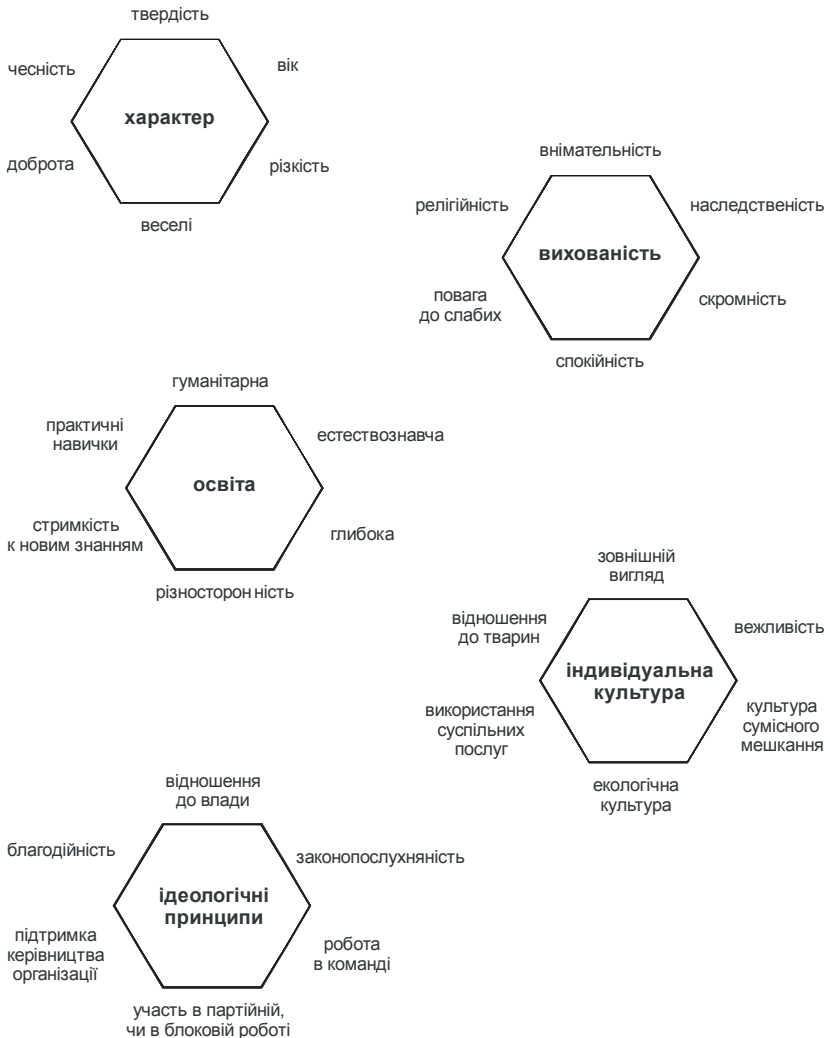 твердість
чесність
вік
характер
доброта
різкість
веселі
внімательність
релігійність
наследственість
вихованість
повага
до слабих
скромність
спокійність
гуманітарна
практичні
навички
естествознавча
освіта
стримкість
к новим знанням
глибока
різносторон ність
зовнішній
вигляд
відношення
до тварин
вежливість
індивідуальна
культура
використання
суспільних
послуг
культура
сумісного
мешкання
екологічна
культура
відношення
до влади
благодійність
законопослухняність
ідеологічні
принципи
підтримка
керівництва
організації
робота
в команді
участь в партійній,
чи в блоковій роботі